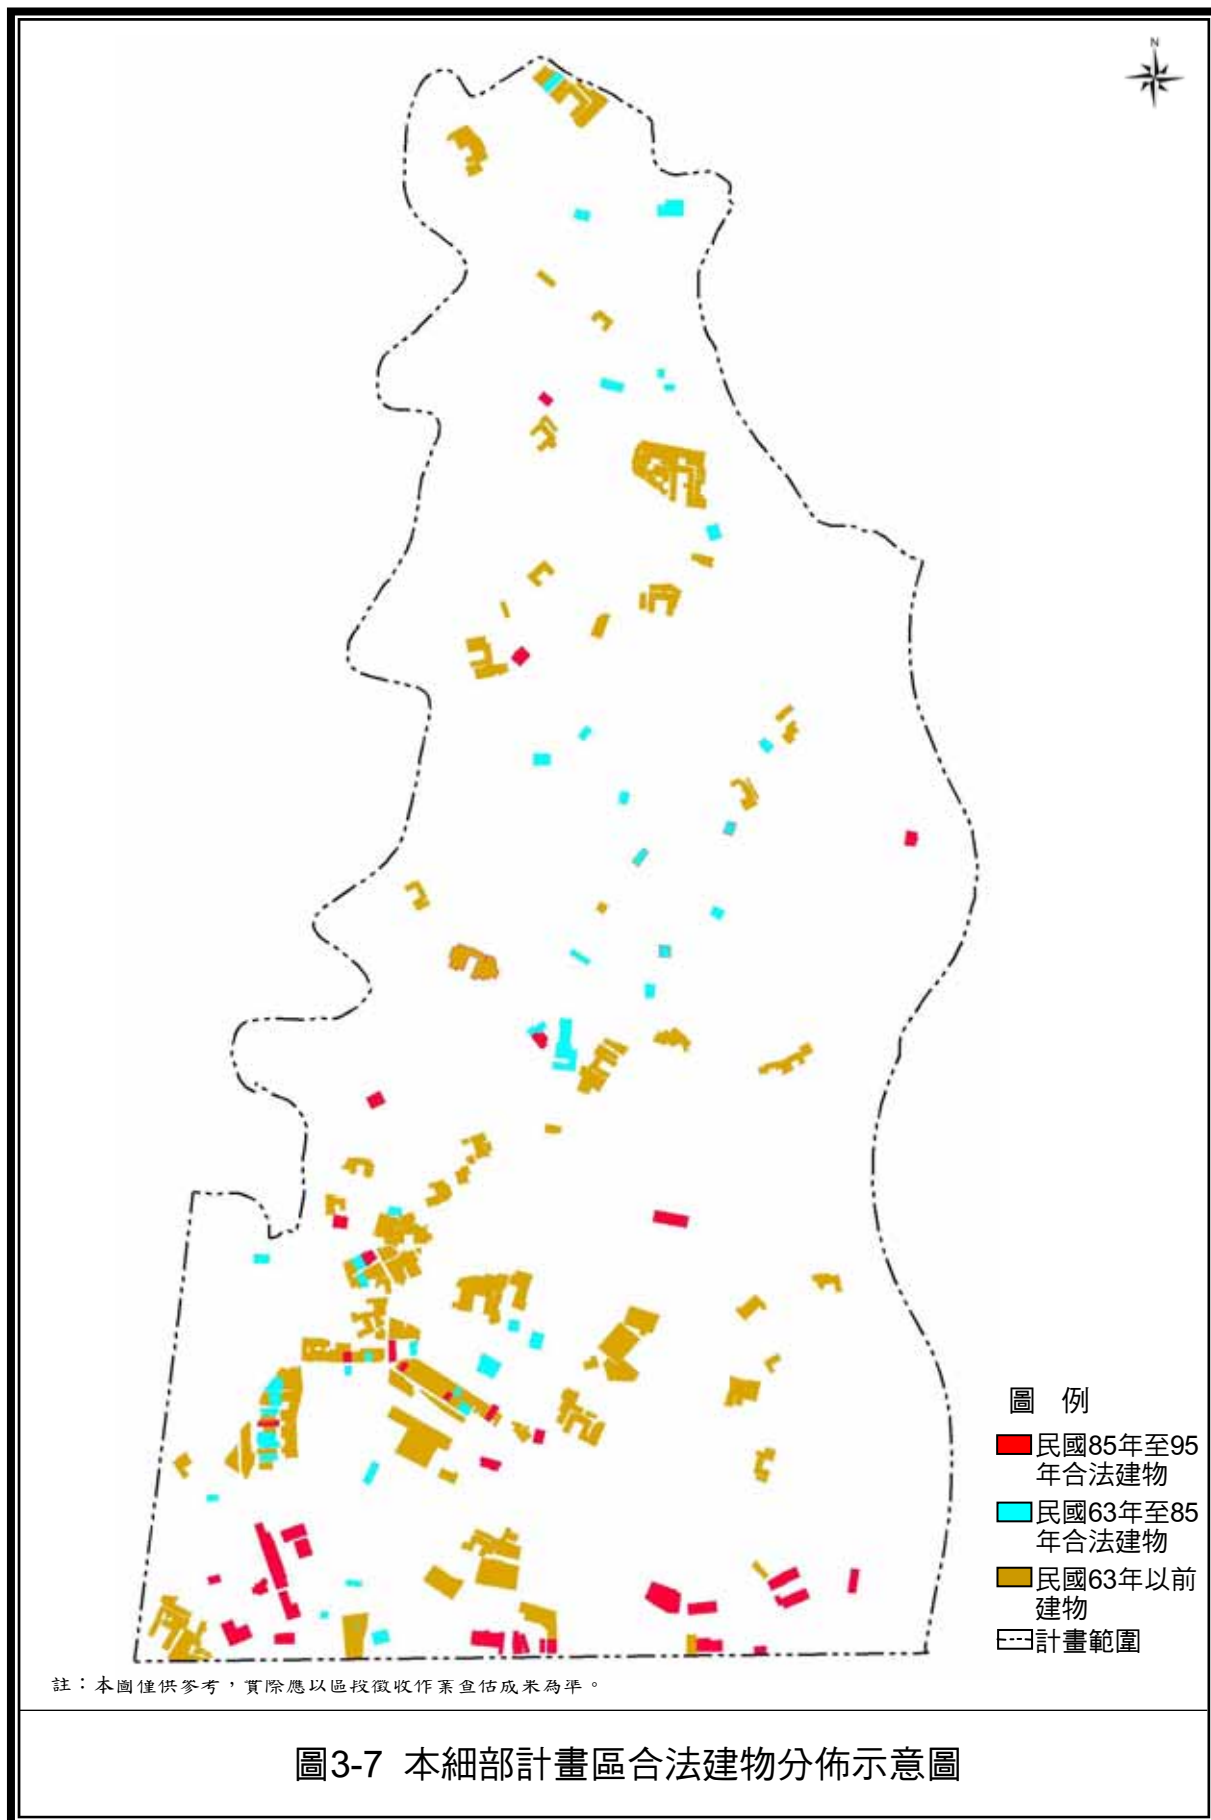 N
圖 例
民國85年至95
年合法建物
民國63年至85
年合法建物
民國63年以前
建物
計畫範圍
註：本圖僅供參考，實際應以區段徵收作業查估成果為準。
圖3-7 本細部計畫區合法建物分佈示意圖